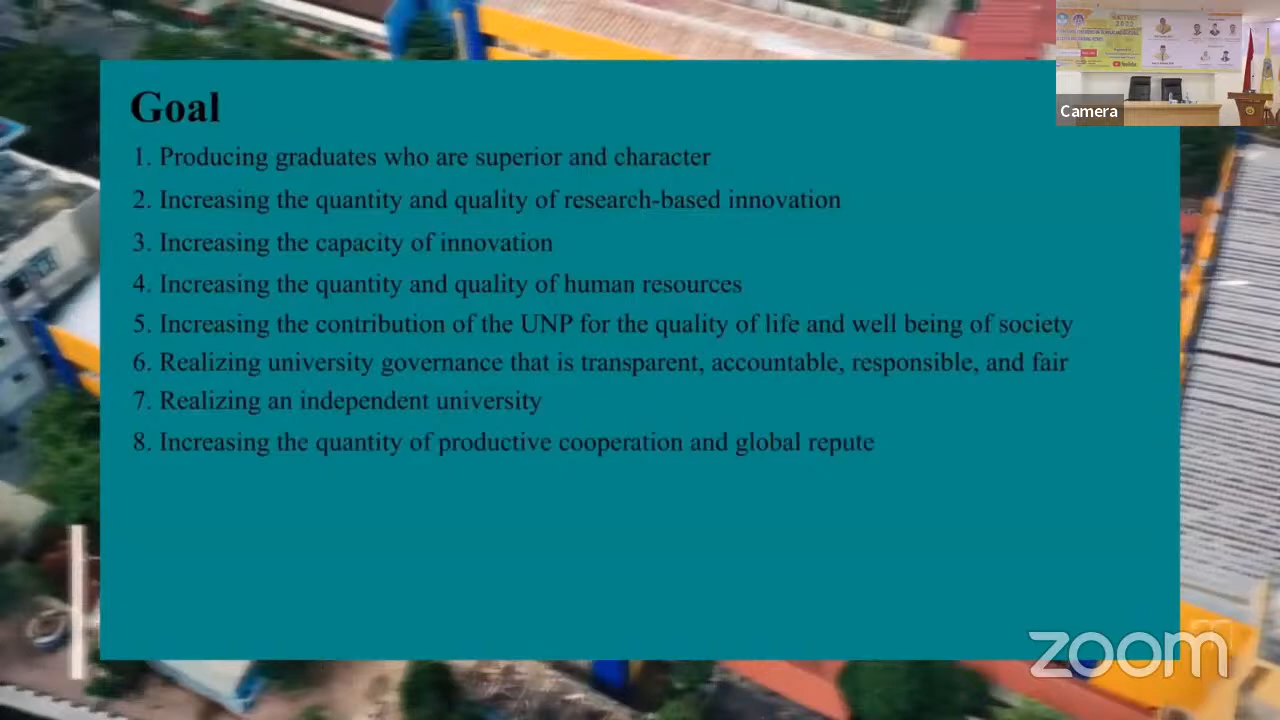 Goal
1. Producing graduates who are superior and character
2. Increasing the quantity and quality of research-based innovation
3. Increasing the capacity of innovation
4. Increasing the quantity and quality of human resources
5. Increasing the contribution of the UNP for the quality of life and well being of society
6. Realizing university governance that is transparent, accountable, responsible, and fair
7. Realizing an independent university
8. Increasing the quantity of productive cooperation and global repute
Camera
YouTube
zoom